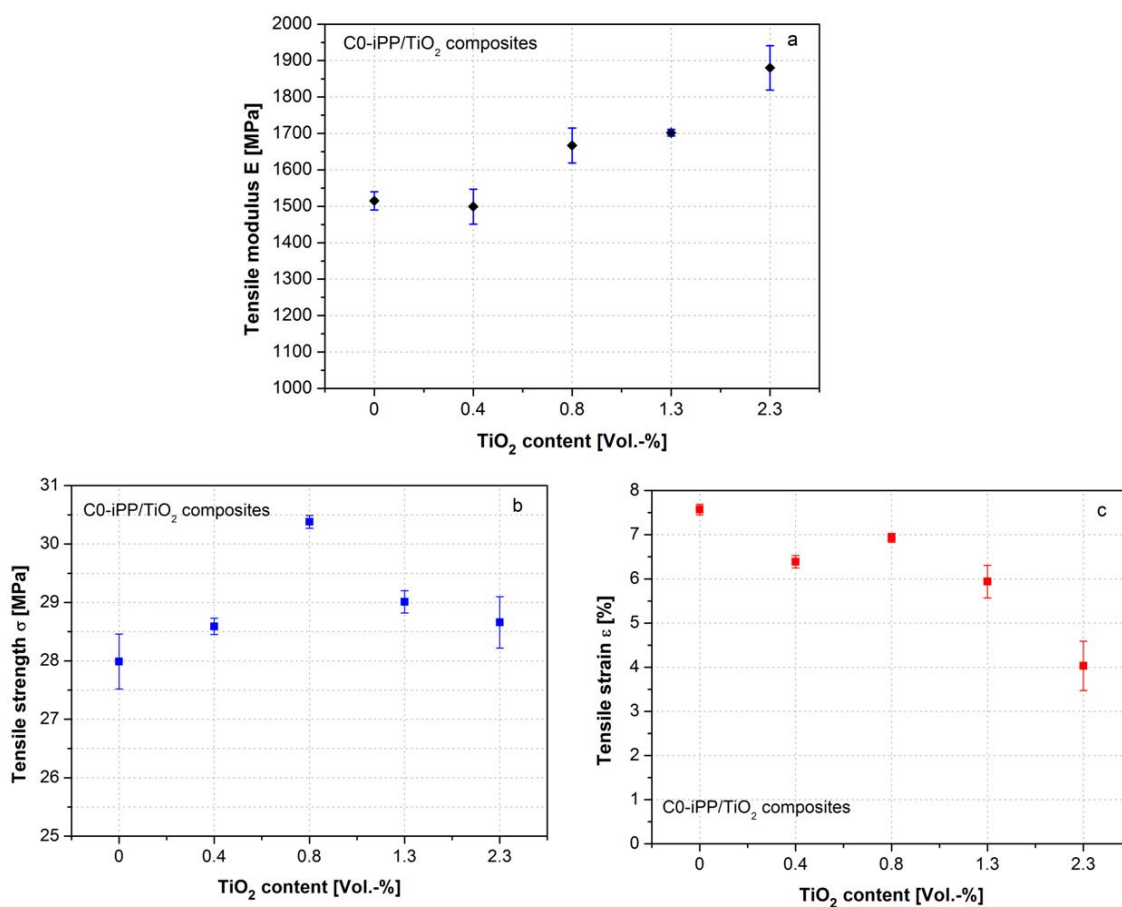 C0-iPP/TiO₂ composites
a
Tensile modulus E [MPa]
2000
1900
1800
1700
1600
1500
1400
1300
1200
1100
1000
0 0.4 0.8 1.3 2.3
TiO₂ content [Vol.-%]
C0-iPP/TiO₂ composites
b
Tensile strength σ [MPa]
31
30
29
28
27
26
25
0 0.4 0.8 1.3 2.3
TiO₂ content [Vol.-%]
c
Tensile strain ε [%]
8
7
6
5
4
3
2
1
0
C0-iPP/TiO₂ composites
0 0.4 0.8 1.3 2.3
TiO₂ content [Vol.-%]